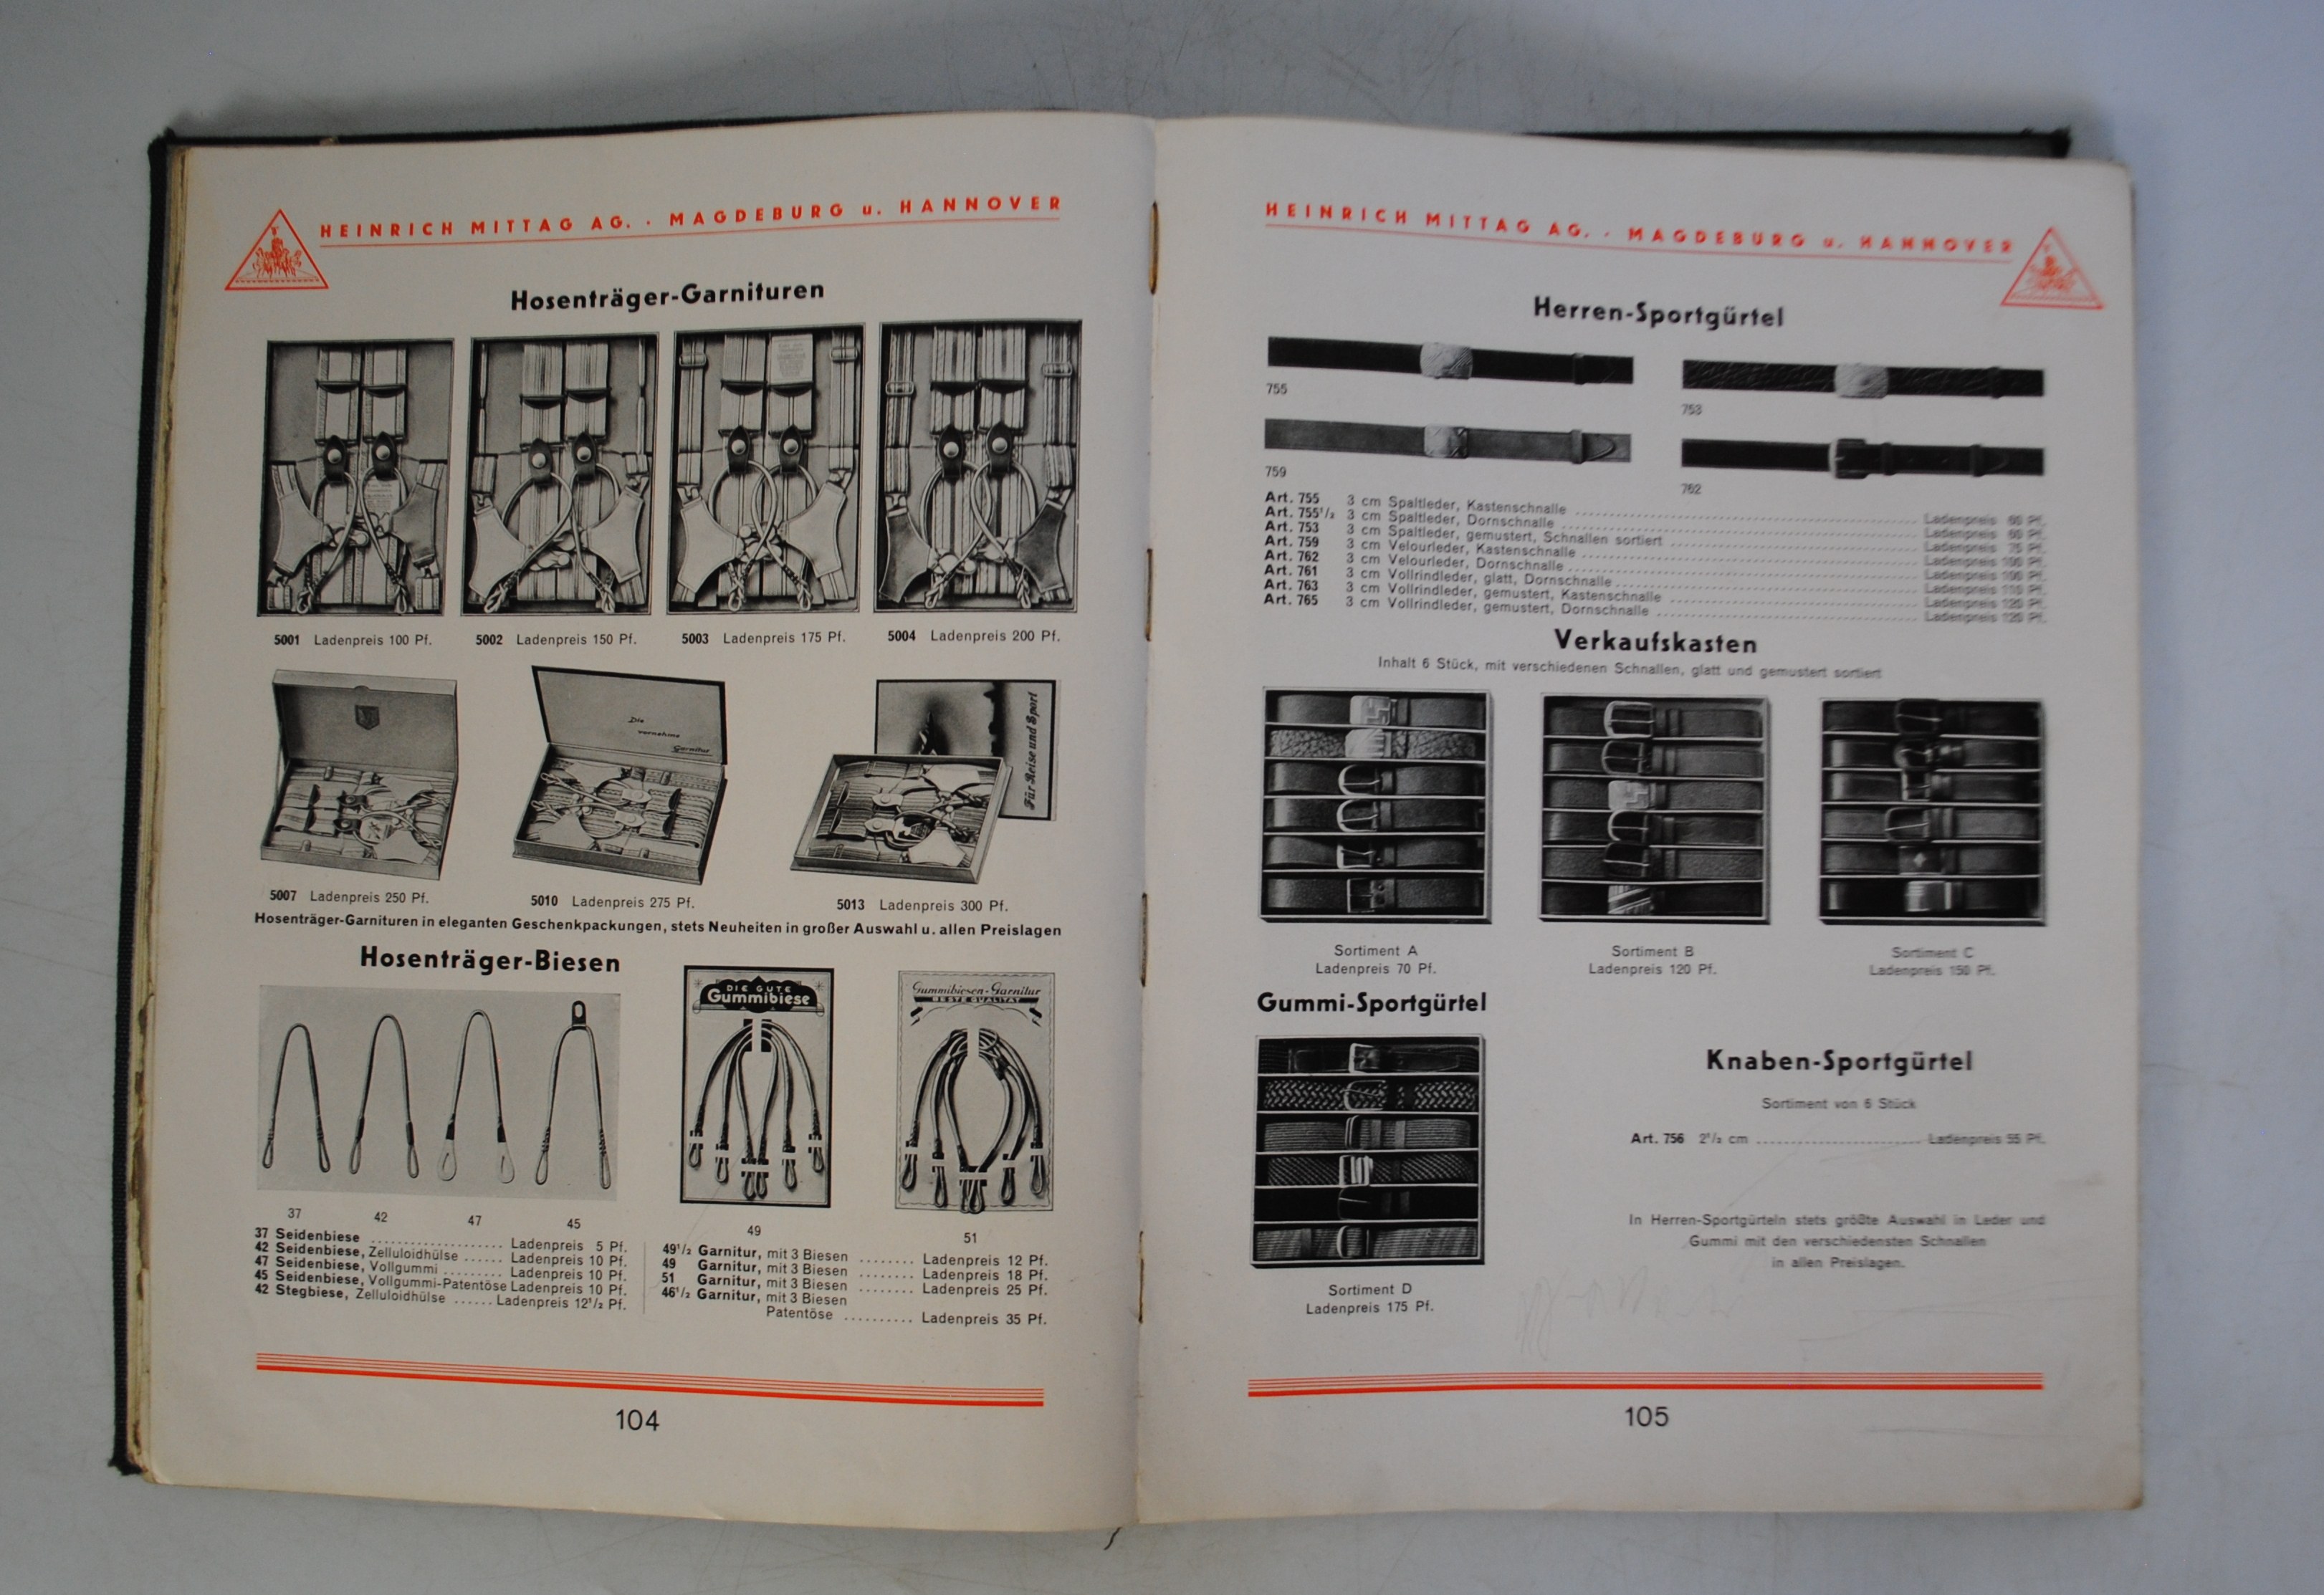 HEINRICH MITTAG AG. · MAGDEBURG u. HANNOVER
Hosenträger-Garnituren
5001 Ladenpreis 100 Pf.
5002 Ladenpreis 150 Pf.
5003 Ladenpreis 175 Pf.
5004 Ladenpreis 200 Pf.
Die
vornehme
Garnitur
Für Reise und Sport
5007 Ladenpreis 250 Pf.
5010 Ladenpreis 275 Pf.
5013 Ladenpreis 300 Pf.
Hosenträger-Garnituren in eleganten Geschenkpackungen, stets Neuheiten in großer Auswahl u. allen Preislagen
Hosenträger-Biesen
DIE GUTE
Gummibiese
Gummibiesen-Garnitur
BESTE QUALITÄT
37
42
47
45
49
51
37 Seidenbiese .................... Ladenpreis 5 Pf.
42 Seidenbiese, Zelluloidhülse ...... Ladenpreis 10 Pf.
47 Seidenbiese, Vollgummi ......... Ladenpreis 10 Pf.
45 Seidenbiese, Vollgummi-Patentöse Ladenpreis 10 Pf.
42 Stegbiese, Zelluloidhülse ...... Ladenpreis 12½ Pf.
49½ Garnitur, mit 3 Biesen ........ Ladenpreis 12 Pf.
49 Garnitur, mit 3 Biesen ........ Ladenpreis 18 Pf.
51 Garnitur, mit 3 Biesen ........ Ladenpreis 25 Pf.
46½ Garnitur, mit 3 Biesen
Patentöse .......... Ladenpreis 35 Pf.
104
HEINRICH MITTAG AG. · MAGDEBURG u. HANNOVER
Herren-Sportgürtel
755
753
759
762
Art. 755 3 cm Spaltleder, Kastenschnalle ........ Ladenpreis Pf.
Art. 755½ 3 cm Spaltleder, Dornschnalle ........ Ladenpreis Pf.
Art. 753 3 cm Spaltleder, gemustert, Schnallen sortiert ........ Ladenpreis 75 Pf.
Art. 759 3 cm Velourleder, Kastenschnalle ........ Ladenpreis Pf.
Art. 762 3 cm Velourleder, Dornschnalle ........ Ladenpreis Pf.
Art. 761 3 cm Vollrindleder, glatt, Dornschnalle ........ Ladenpreis Pf.
Art. 763 3 cm Vollrindleder, gemustert, Kastenschnalle ........ Ladenpreis 120 Pf.
Art. 765 3 cm Vollrindleder, gemustert, Dornschnalle ........ Ladenpreis 120 Pf.
Verkaufskasten
Inhalt 6 Stück, mit verschiedenen Schnallen, glatt und gemustert sortiert
Sortiment A
Ladenpreis 70 Pf.
Sortiment B
Ladenpreis 120 Pf.
Sortiment C
Ladenpreis 150 Pf.
Gummi-Sportgürtel
Sortiment D
Ladenpreis 175 Pf.
Knaben-Sportgürtel
Sortiment von 6 Stück
Art. 756 2½ cm ........ Ladenpreis 55 Pf.
In Herren-Sportgürteln stets größte Auswahl in Leder und
Gummi mit den verschiedensten Schnallen
in allen Preislagen.
105